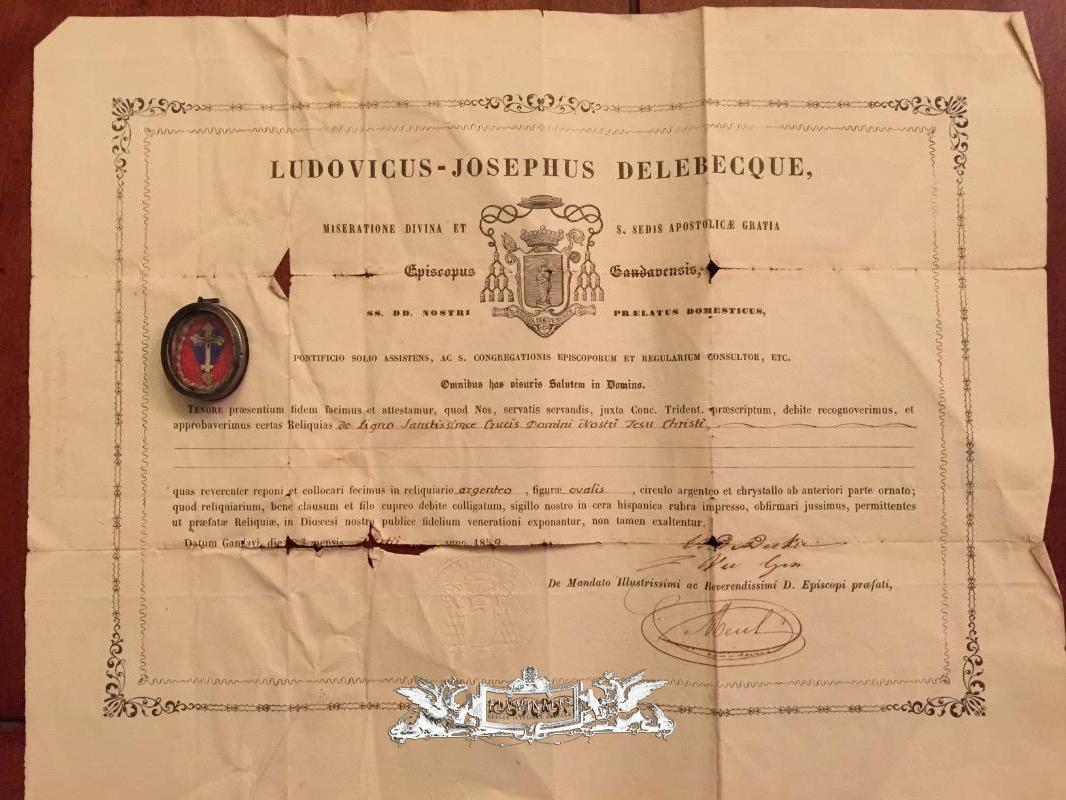 LUDOVICUS-JOSEPHUS DELEBECQUE,
MISERATIONE DIVINA ET S. SEDIS APOSTOLICÆ GRATIA
Episcopus Gandavensis,
SS. DD. NOSTRI PRÆLATUS DOMESTICUS,
PONTIFICIO SOLIO ASSISTENS, AC S. CONGREGATIONIS EPISCOPORUM ET REGULARIUM CONSULTOR, ETC.
Omnibus has visuris Salutem in Domino.
TENORE præsentium fidem facimus et attestamur, quod Nos, servatis servandis, juxta Conc. Trident. præscriptum, debite recognoverimus, et
approbaverimus certas Reliquias de Ligno Sanctissimæ Crucis Domini Nostri Jesu Christi,
quas reverenter reponi et collocari fecimus in reliquiario argenteo, figuræ ovalis, circulo argenteo et chrystallo ab anteriori parte ornato;
quod reliquiarium, bene clausum et filo cupreo debite colligatum, sigillo nostro in cera hispanica rubra impresso, obfirmari jussimus, permittentes
ut præfatæ Reliquiæ, in Diœcesi nostra publice fidelium venerationi exponantur, non tamen exaltentur.
Datum Gandavi, die mensis anno 18
De Mandato Illustrissimi ac Reverendissimi D. Episcopi præfati,